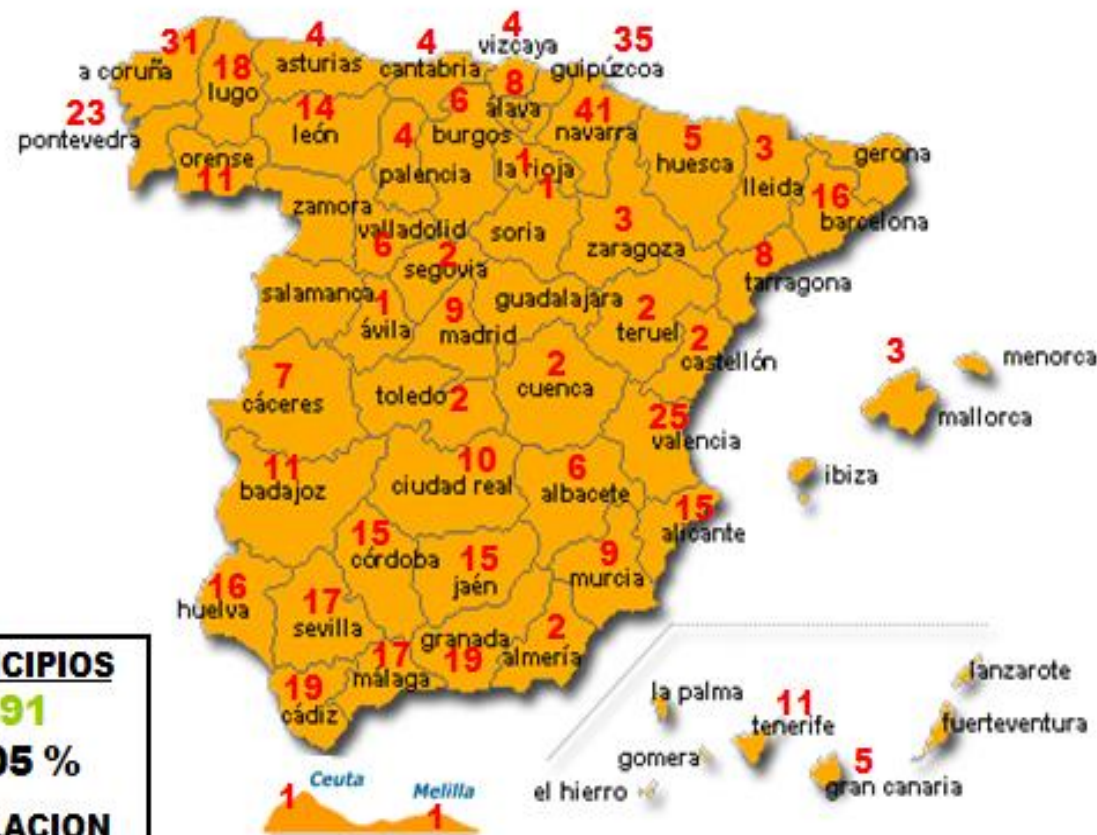 31
a coruña
18
lugo
4
asturias
4
cantabria
4
vizcaya
35
guipúzcoa
23
pontevedra
orense
11
14
león
4
palencia
6
burgos
8
álava
41
navarra
1
la rioja
5
huesca
3
lleida
gerona
16
barcelona
zamora
valladolid
6
1
soria
3
zaragoza
8
tarragona
2
segovia
salamanca
1
ávila
9
madrid
guadalajara
2
teruel
2
castellón
3
menorca
mallorca
ibiza
7
cáceres
toledo 2
2
cuenca
25
valencia
11
badajoz
10
ciudad real
6
albacete
15
alicante
16
huelva
17
sevilla
15
córdoba
15
jaén
9
murcia
19
cádiz
17
málaga
granada
19
2
almería
CIPIOS
91
05 %
LACION
1
Ceuta
Melilla
1
la palma
gomera
el hierro
11
tenerife
5
gran canaria
lanzarote
fuerteventura